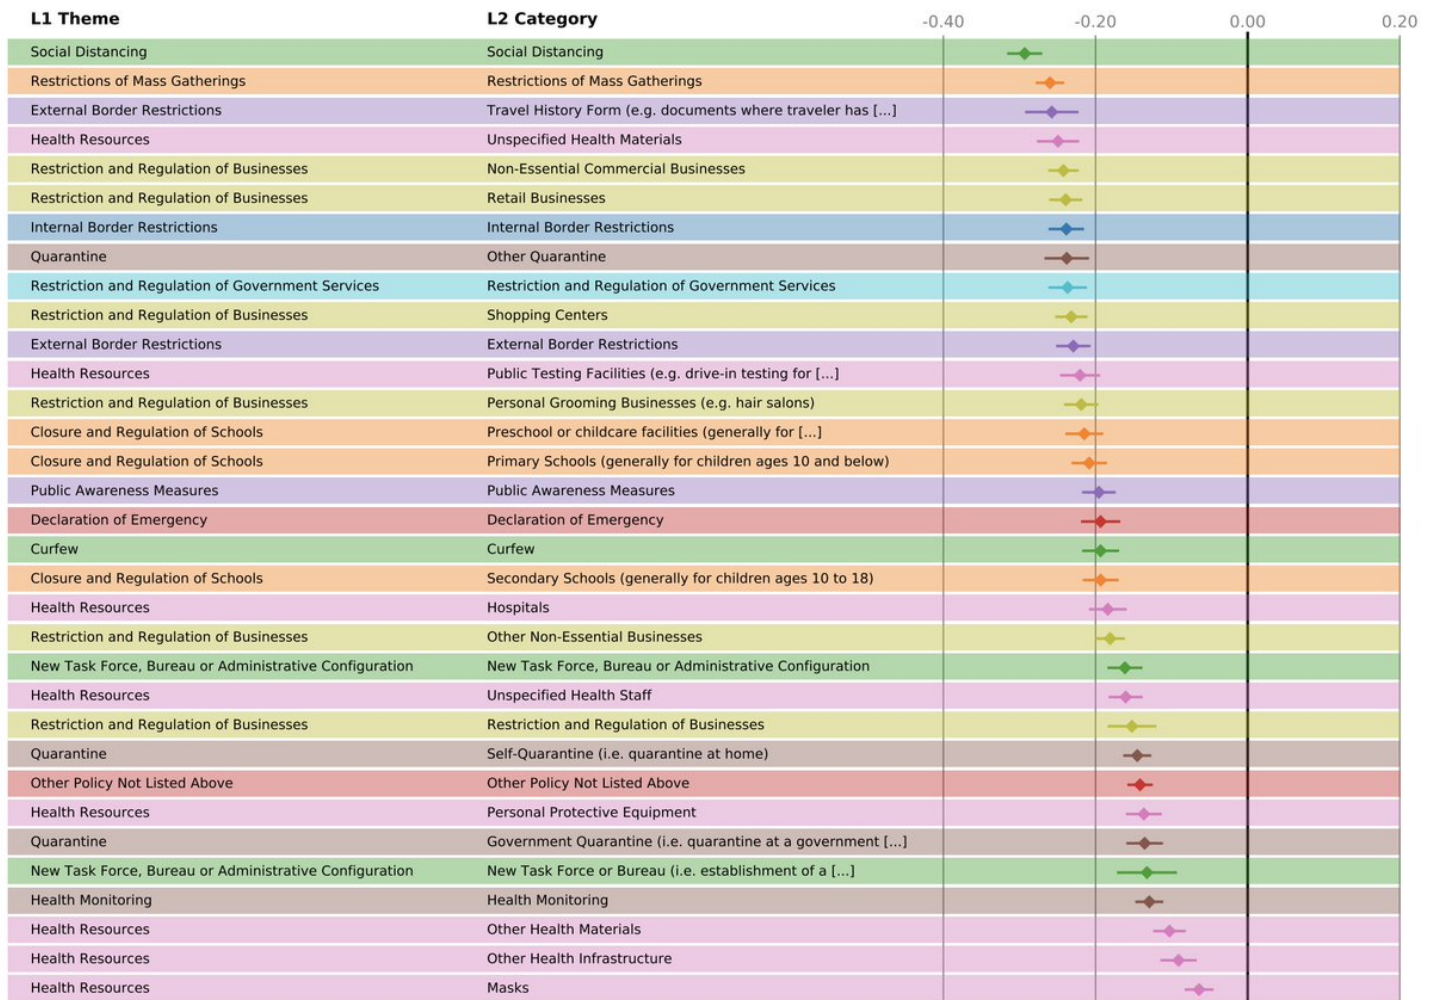 L1 Theme L2 Category -0.40 -0.20 0.00 0.20
Social Distancing Social Distancing
Restrictions of Mass Gatherings Restrictions of Mass Gatherings
External Border Restrictions Travel History Form (e.g. documents where traveler has [...]
Health Resources Unspecified Health Materials
Restriction and Regulation of Businesses Non-Essential Commercial Businesses
Restriction and Regulation of Businesses Retail Businesses
Internal Border Restrictions Internal Border Restrictions
Quarantine Other Quarantine
Restriction and Regulation of Government Services Restriction and Regulation of Government Services
Restriction and Regulation of Businesses Shopping Centers
External Border Restrictions External Border Restrictions
Health Resources Public Testing Facilities (e.g. drive-in testing for [...]
Restriction and Regulation of Businesses Personal Grooming Businesses (e.g. hair salons)
Closure and Regulation of Schools Preschool or childcare facilities (generally for [...]
Closure and Regulation of Schools Primary Schools (generally for children ages 10 and below)
Public Awareness Measures Public Awareness Measures
Declaration of Emergency Declaration of Emergency
Curfew Curfew
Closure and Regulation of Schools Secondary Schools (generally for children ages 10 to 18)
Health Resources Hospitals
Restriction and Regulation of Businesses Other Non-Essential Businesses
New Task Force, Bureau or Administrative Configuration New Task Force, Bureau or Administrative Configuration
Health Resources Unspecified Health Staff
Restriction and Regulation of Businesses Restriction and Regulation of Businesses
Quarantine Self-Quarantine (i.e. quarantine at home)
Other Policy Not Listed Above Other Policy Not Listed Above
Health Resources Personal Protective Equipment
Quarantine Government Quarantine (i.e. quarantine at a government [...]
New Task Force, Bureau or Administrative Configuration New Task Force or Bureau (i.e. establishment of a [...]
Health Monitoring Health Monitoring
Health Resources Other Health Materials
Health Resources Other Health Infrastructure
Health Resources Masks